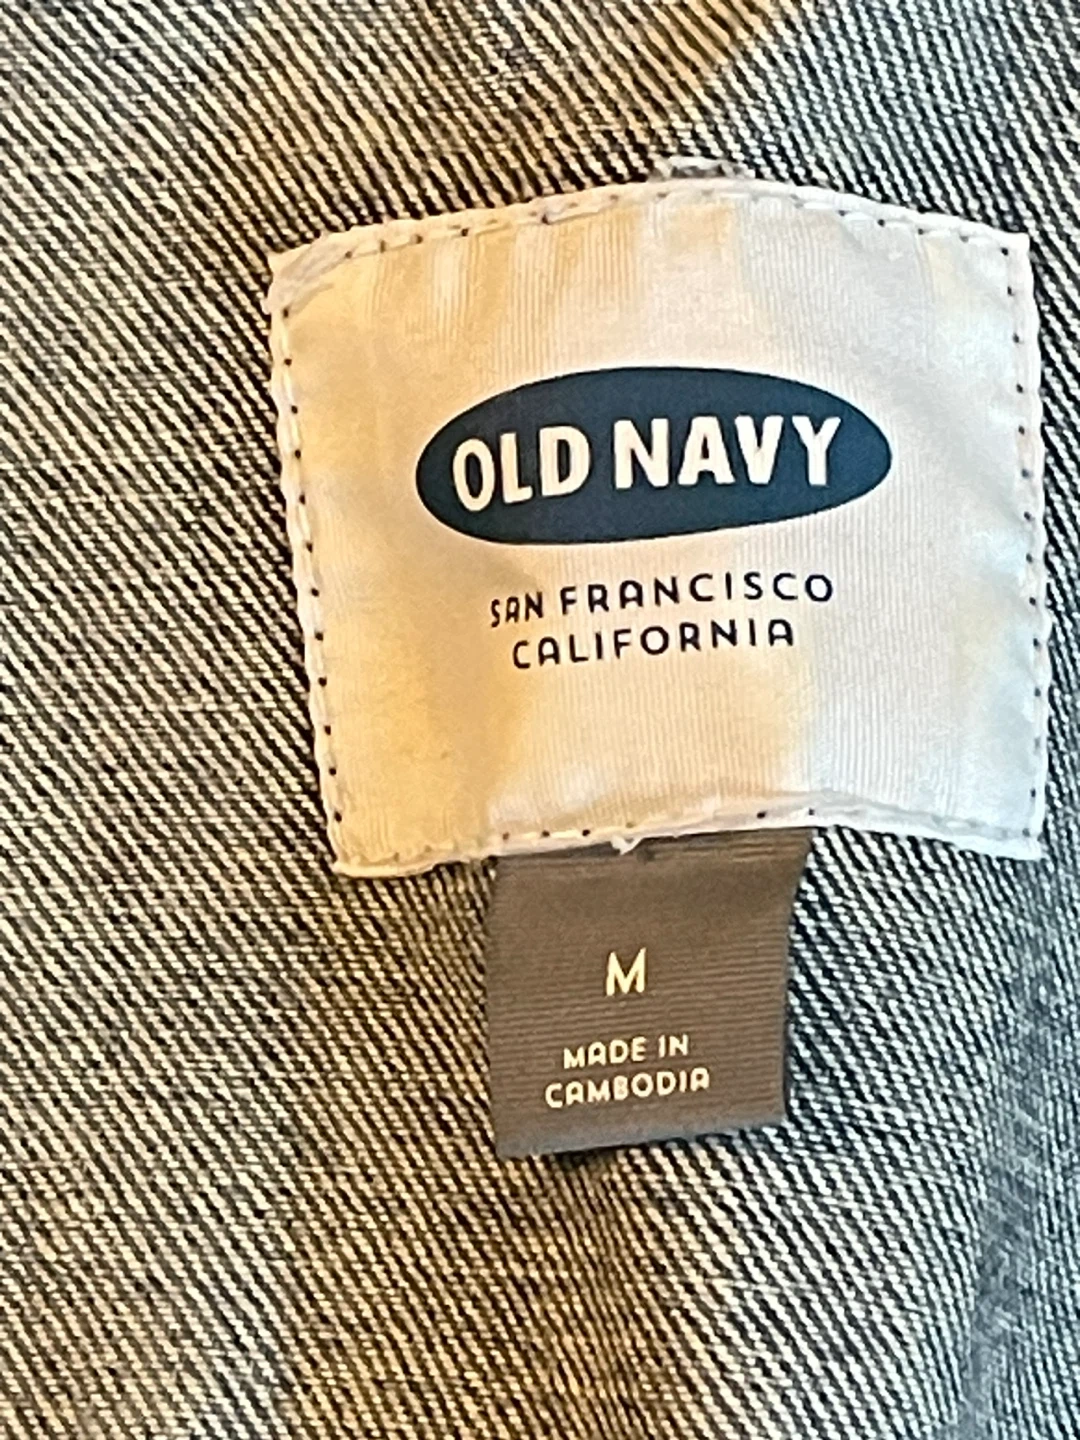 OLD NAVY
SAN FRANCISCO
CALIFORNIA
M
MADE IN
CAMBODIA